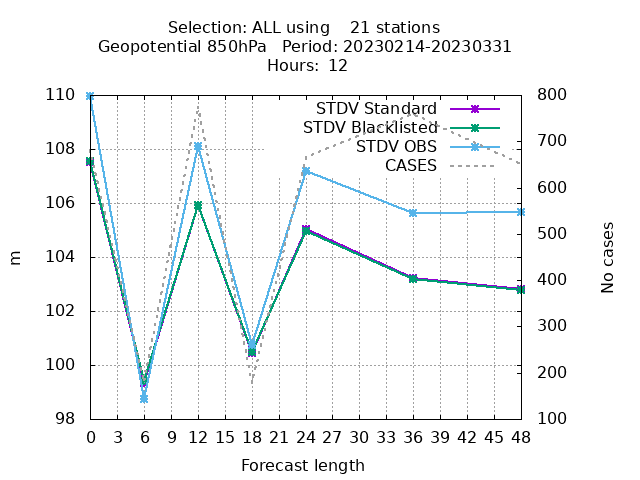 Selection: ALL using    21 stations
Geopotential 850hPa   Period: 20230214-20230331
Hours:  12
110 800
STDV Standard
STDV Blacklisted
STDV OBS
CASES
108 700
106 600
104 500
102 400
100 300
98 200
100
m
No cases
0 3 6 9 12 15 18 21 24 27 30 33 36 39 42 45 48
Forecast length